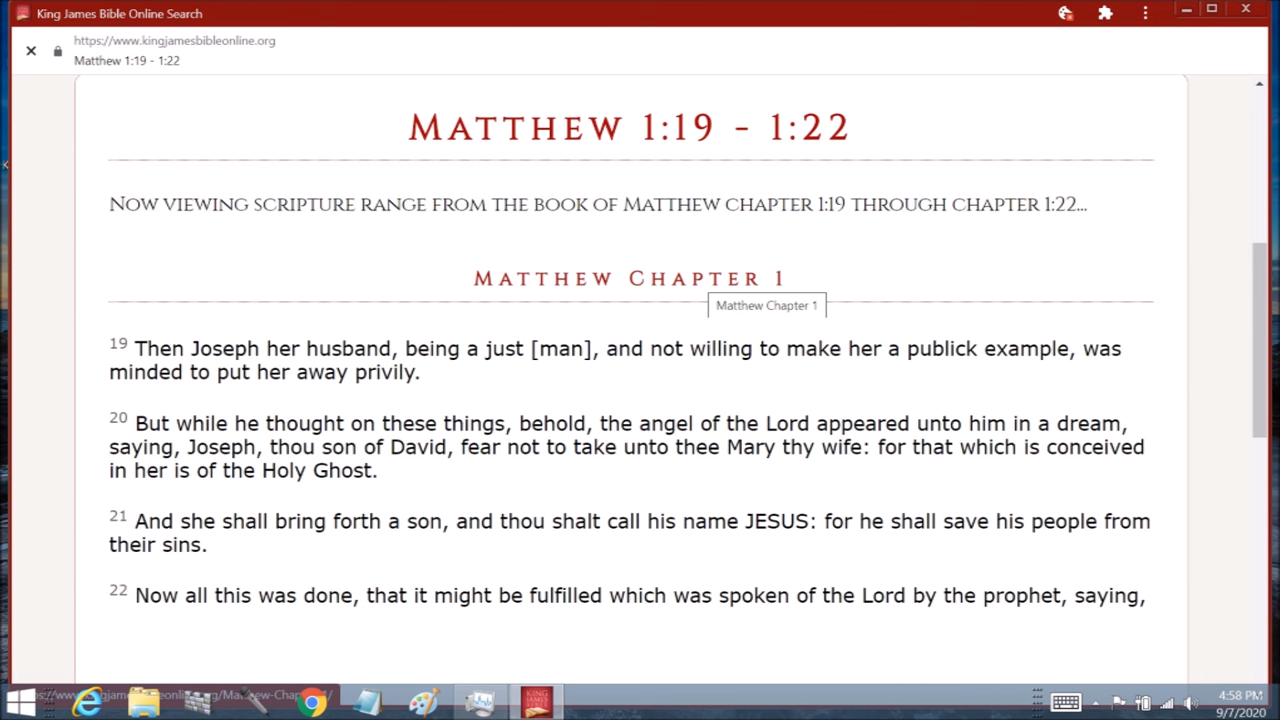 King James Bible Online Search
https://www.kingjamesbibleonline.org
Matthew 1:19 - 1:22
Matthew 1:19 - 1:22
Now viewing scripture range from the book of Matthew chapter 1:19 through chapter 1:22...
Matthew Chapter 1
Matthew Chapter 1
19 Then Joseph her husband, being a just [man], and not willing to make her a publick example, was
minded to put her away privily.
20 But while he thought on these things, behold, the angel of the Lord appeared unto him in a dream,
saying, Joseph, thou son of David, fear not to take unto thee Mary thy wife: for that which is conceived
in her is of the Holy Ghost.
21 And she shall bring forth a son, and thou shalt call his name JESUS: for he shall save his people from
their sins.
22 Now all this was done, that it might be fulfilled which was spoken of the Lord by the prophet, saying,
KING
JAMES
BIBLE
4:58 PM
9/7/2020